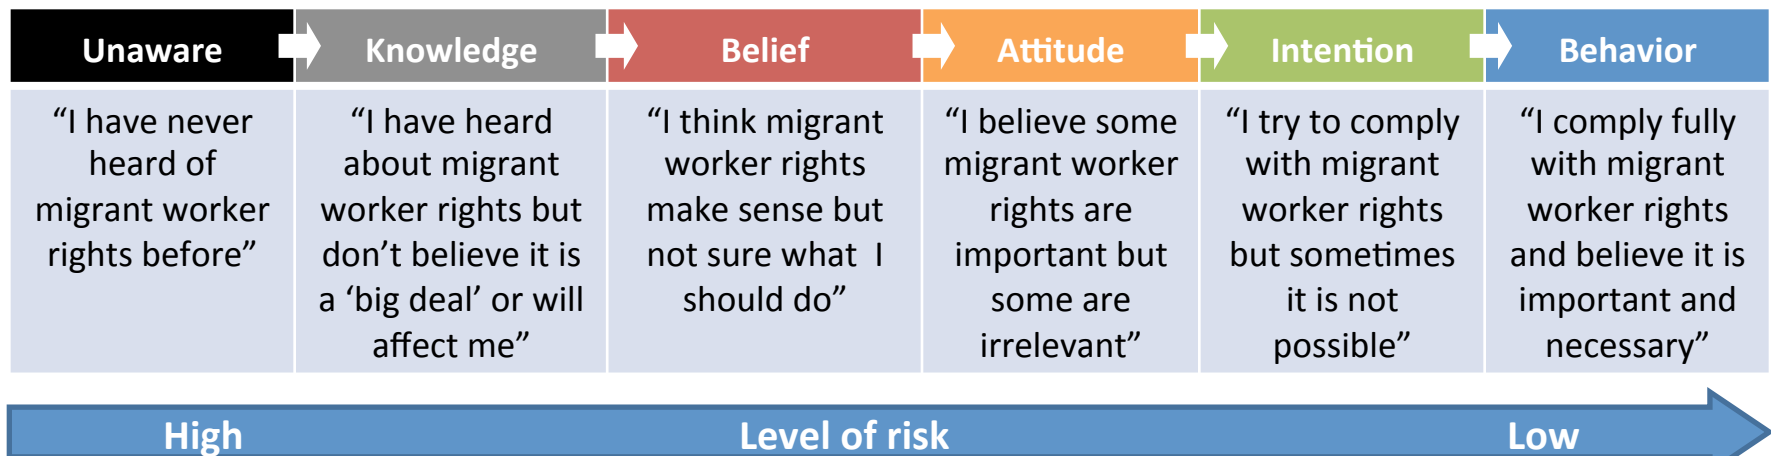 Unaware
Knowledge
Belief
Attitude
Intention
Behavior
“I have never
heard of
migrant worker
rights before”
“I have heard
about migrant
worker rights but
don’t believe it is
a ‘big deal’ or will
affect me”
“I think migrant
worker rights
make sense but
not sure what I
should do”
“I believe some
migrant worker
rights are
important but
some are
irrelevant”
“I try to comply
with migrant
worker rights
but sometimes
it is not
possible”
“I comply fully
with migrant
worker rights
and believe it is
important and
necessary”
High
Level of risk
Low